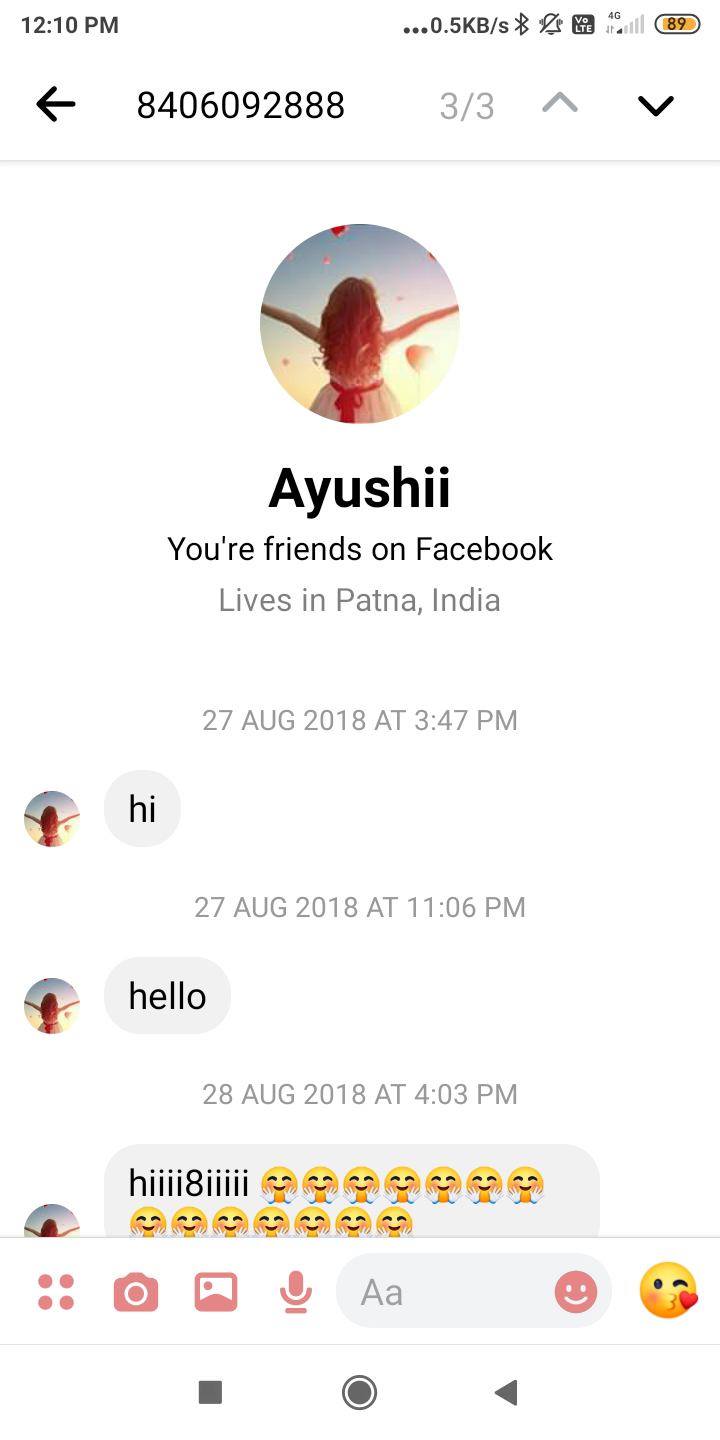 12:10 PM
...0.5KB/s Vo LTE 4G 89
8406092888 3/3
Ayushii
You're friends on Facebook
Lives in Patna, India
27 AUG 2018 AT 3:47 PM
hi
27 AUG 2018 AT 11:06 PM
hello
28 AUG 2018 AT 4:03 PM
hiiii8iiiii 🤗🤗🤗🤗🤗🤗🤗
🤗🤗🤗🤗🤗🤗🤗
Aa